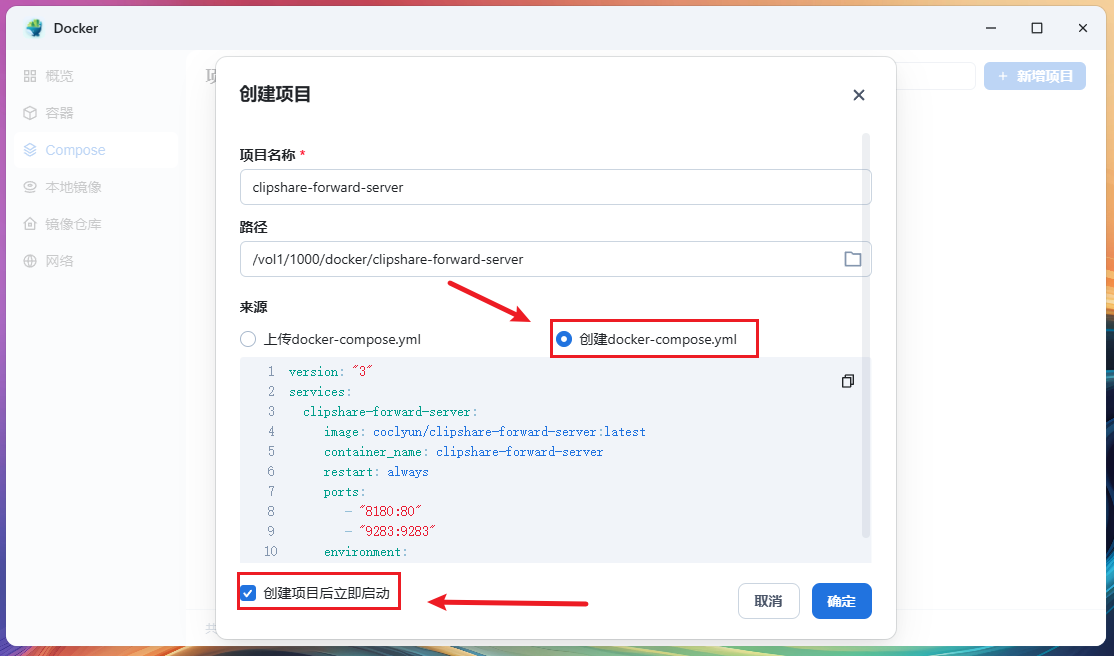 Docker
概览
容器
Compose
本地镜像
镜像仓库
网络
项
+ 新增项目
创建项目
项目名称 *
clipshare-forward-server
路径
/vol1/1000/docker/clipshare-forward-server
来源
上传docker-compose.yml
创建docker-compose.yml
1 version: "3"
2 services:
3 clipshare-forward-server:
4 image: coclyun/clipshare-forward-server:latest
5 container_name: clipshare-forward-server
6 restart: always
7 ports:
8 - "8180:80"
9 - "9283:9283"
10 environment:
创建项目后立即启动
取消
确定
共